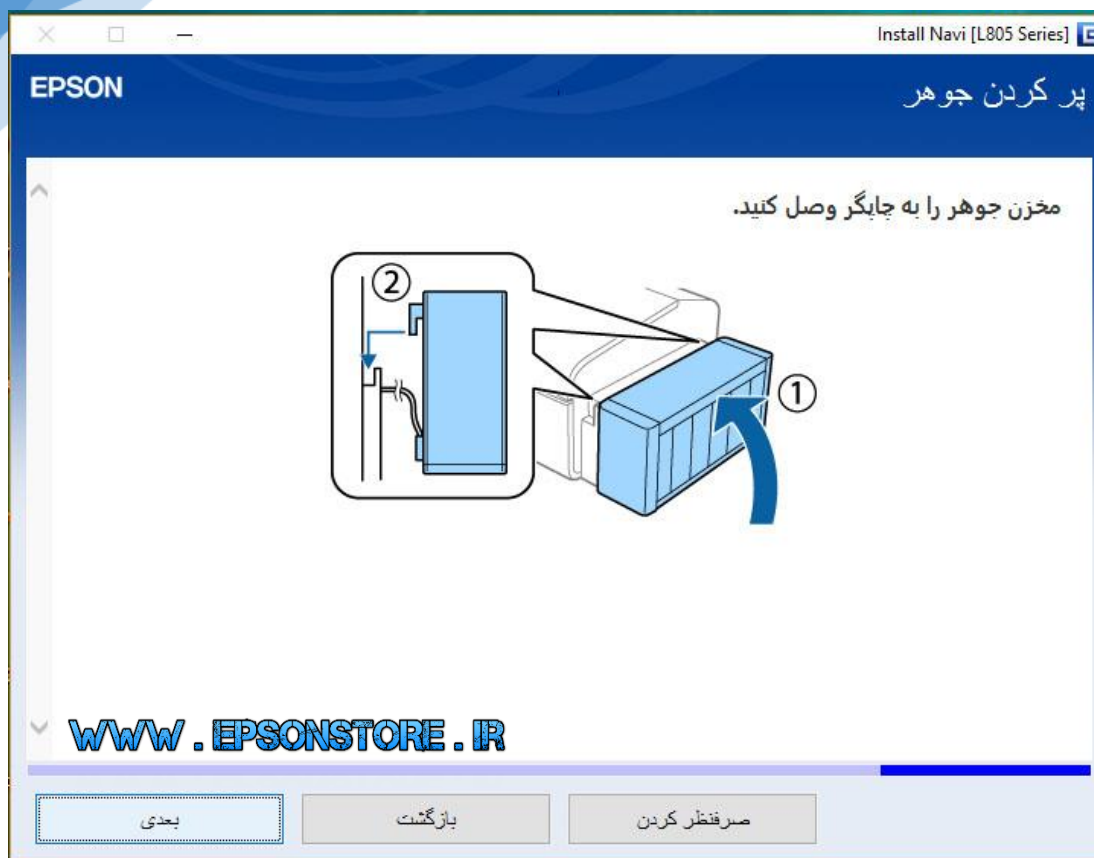 Install Navi [L805 Series]
EPSON
پر کردن جوهر
مخزن جوهر را به چاپگر وصل کنید.
②
①
WWW . EPSONSTORE . IR
صرفنظر کردن
بازگشت
بعدی